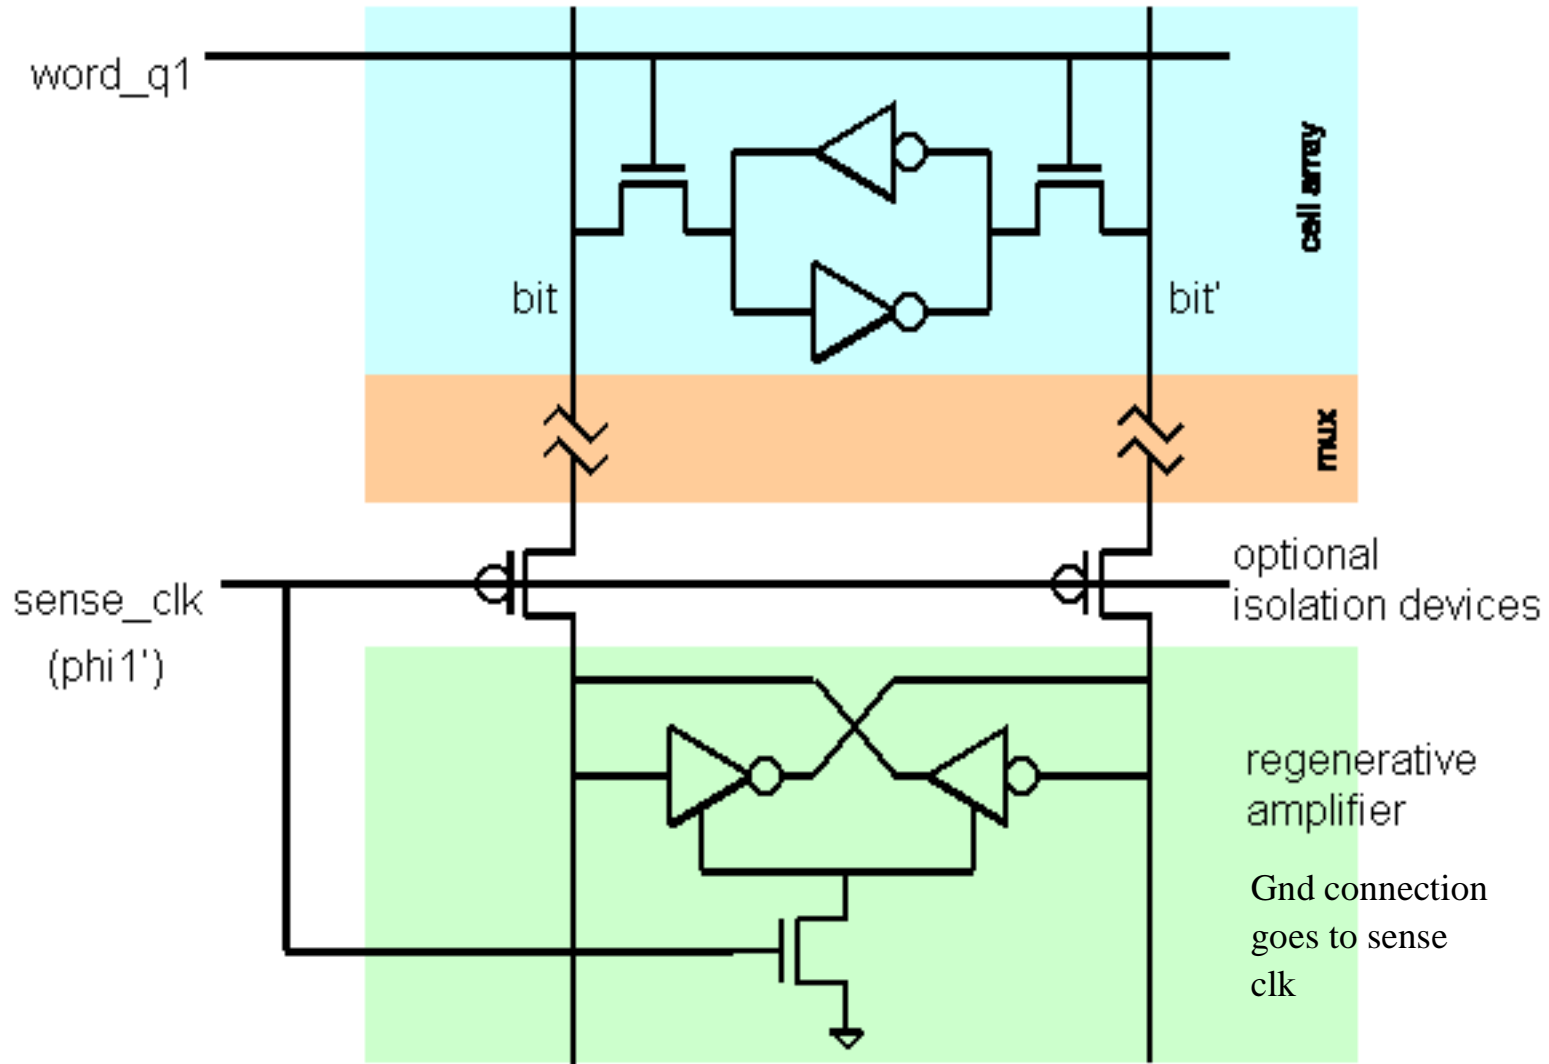 word_q1
cell array
bit
bit'
mux
sense_clk
(phi1')
optional
isolation devices
regenerative
amplifier
Gnd connection
goes to sense
clk